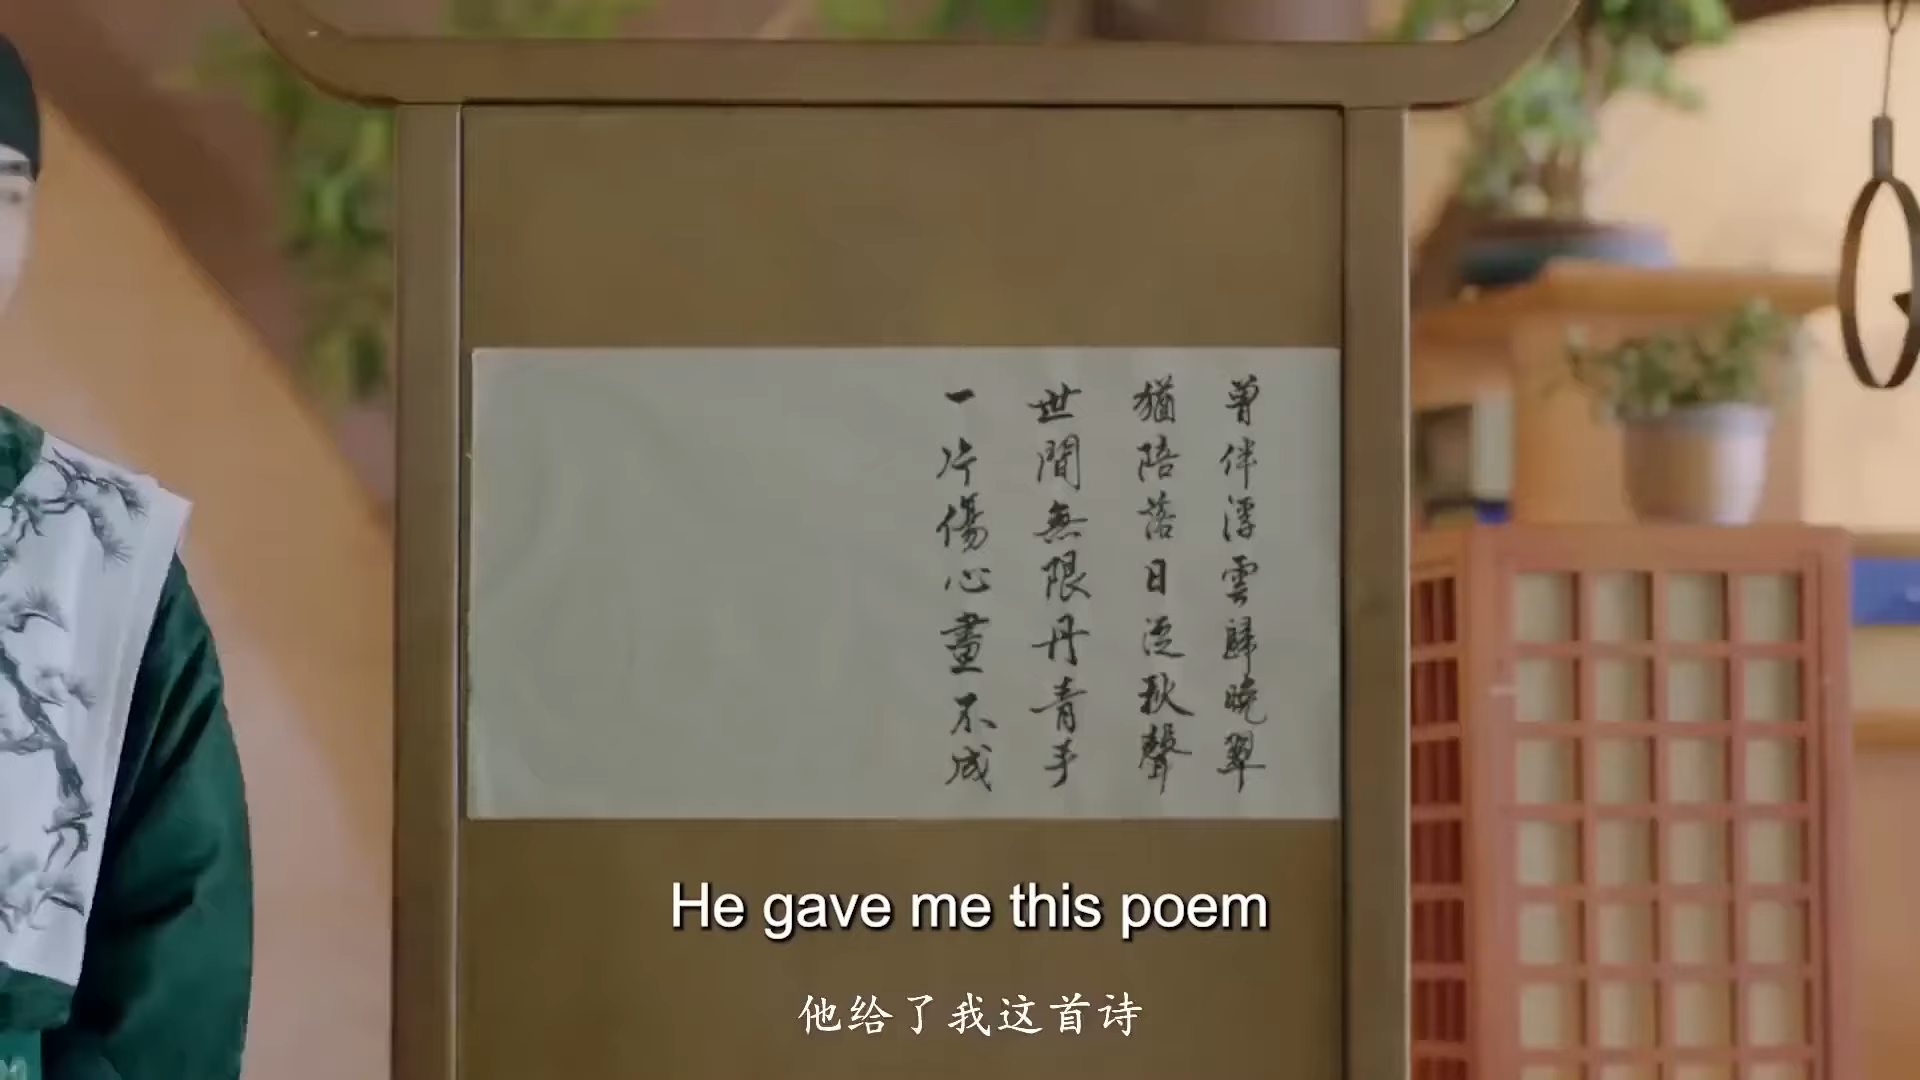 曾伴浮雲歸晚翠
猶陪落日泛秋聲
世間無限丹青手
一片傷心畫不成
He gave me this poem
他给了我这首诗